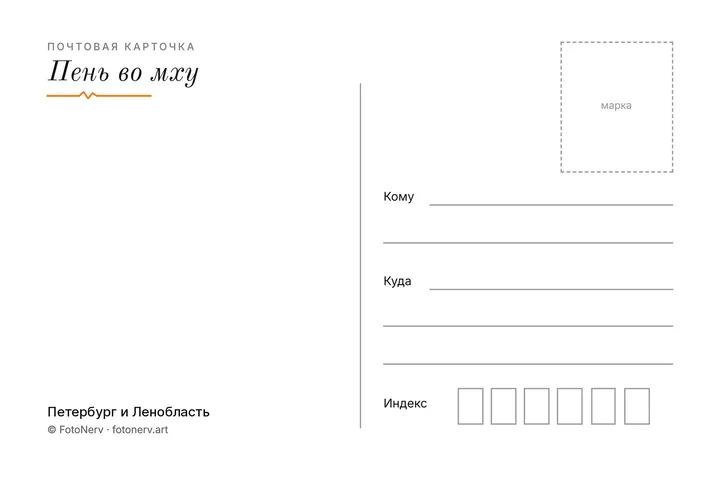 ПОЧТОВАЯ КАРТОЧКА
Пень во мху
марка
Кому
Куда
Индекс
Петербург и Ленобласть
© FotoNerv · fotonerv.art